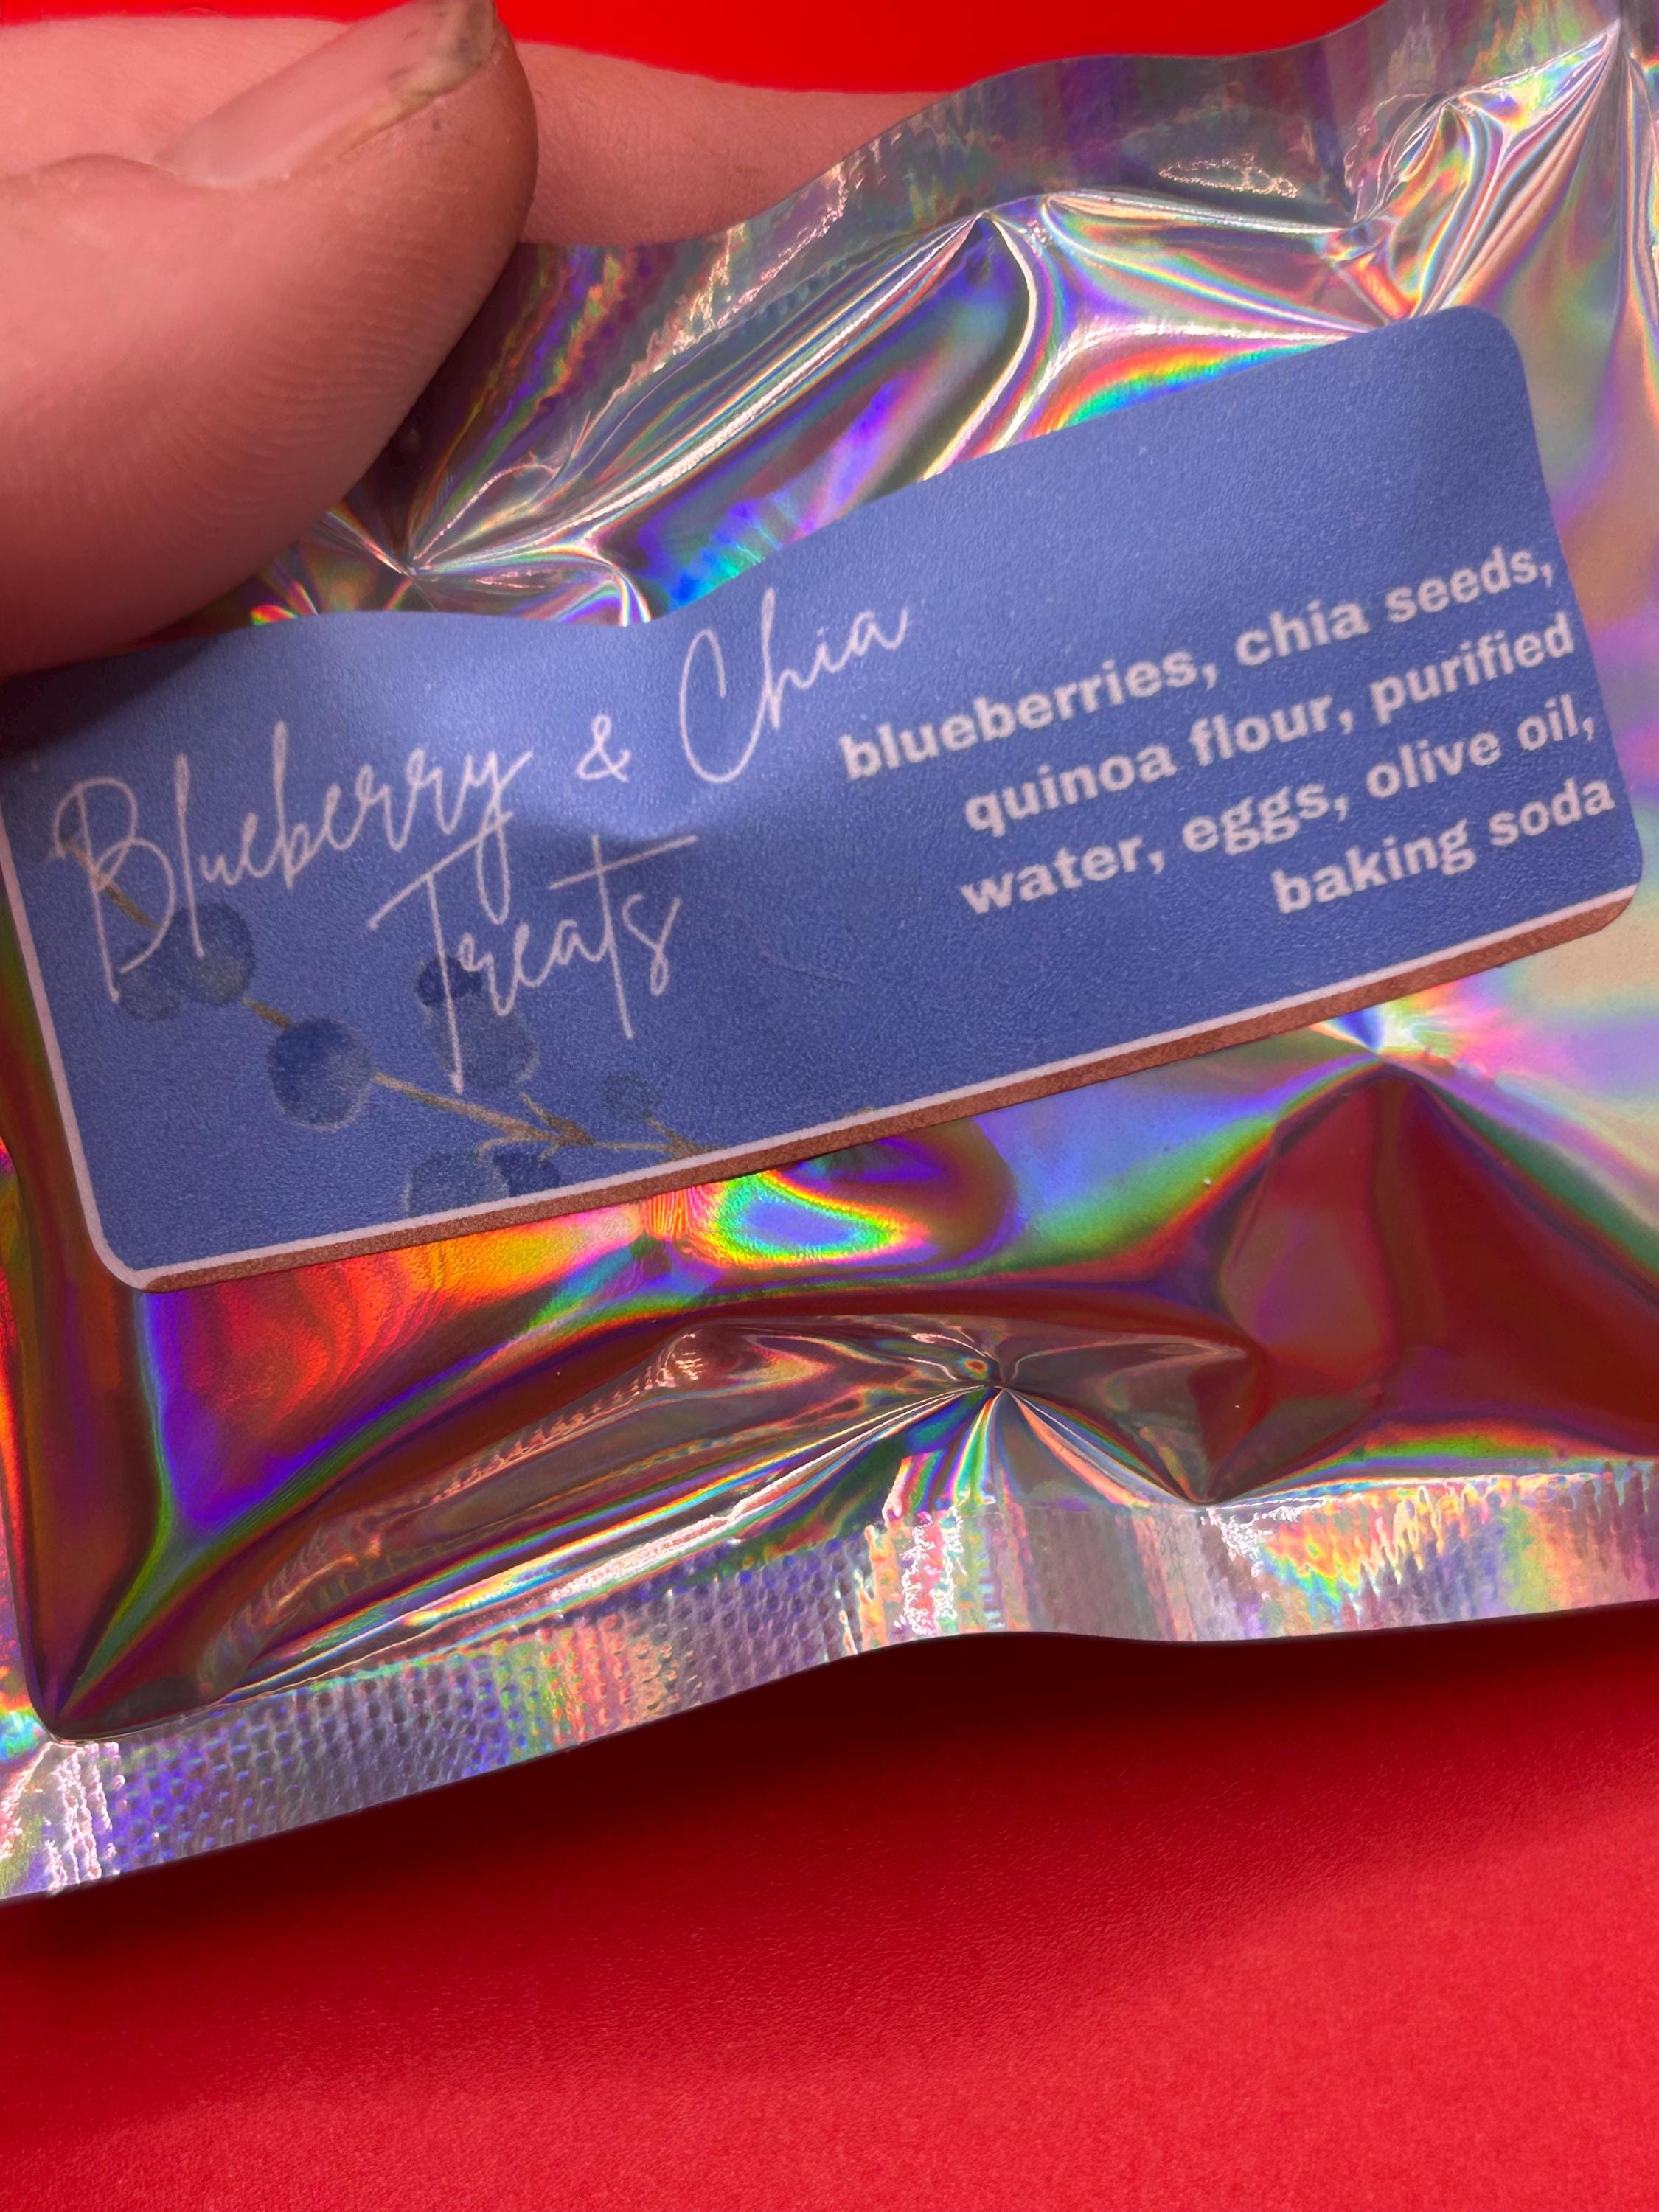 Blueberry & Chia
Treats
blueberries, chia seeds,
quinoa flour, purified
water, eggs, olive oil,
baking soda